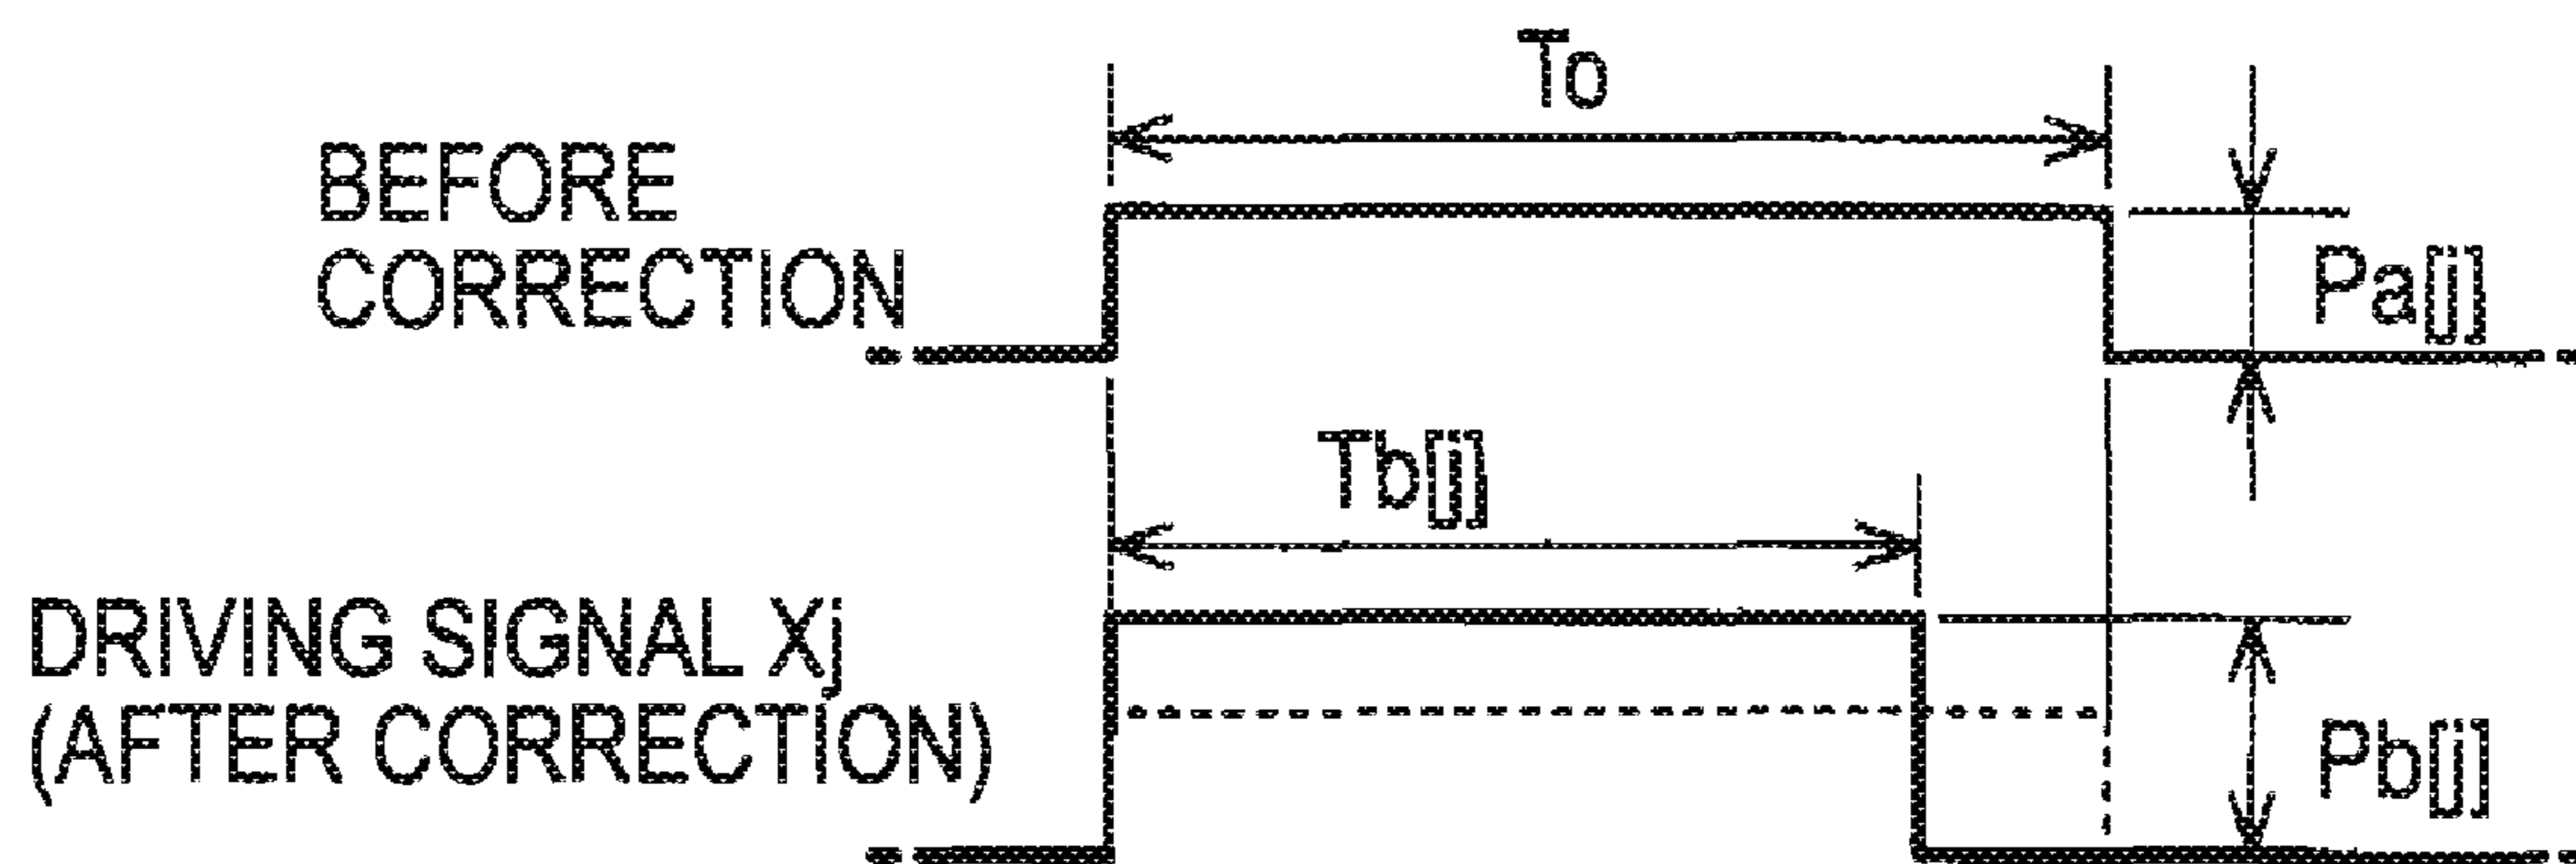 To
BEFORE
CORRECTION
Pa[j]
Tb[j]
DRIVING SIGNAL Xj
(AFTER CORRECTION)
Pb[j]